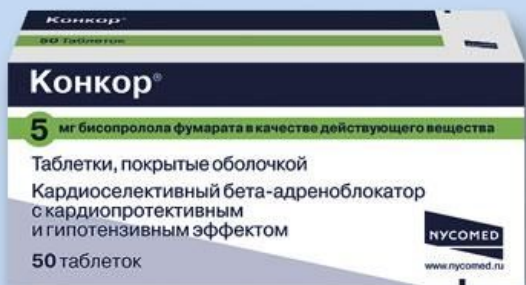 Конкор®
50 Таблеток
Конкор®
5 мг бисопролола фумарата в качестве действующего вещества
Таблетки, покрытые оболочкой
Кардиоселективный бета-адреноблокатор
с кардиопротективным
и гипотензивным эффектом
50 таблеток
NYCOMED
www.nycomed.ru